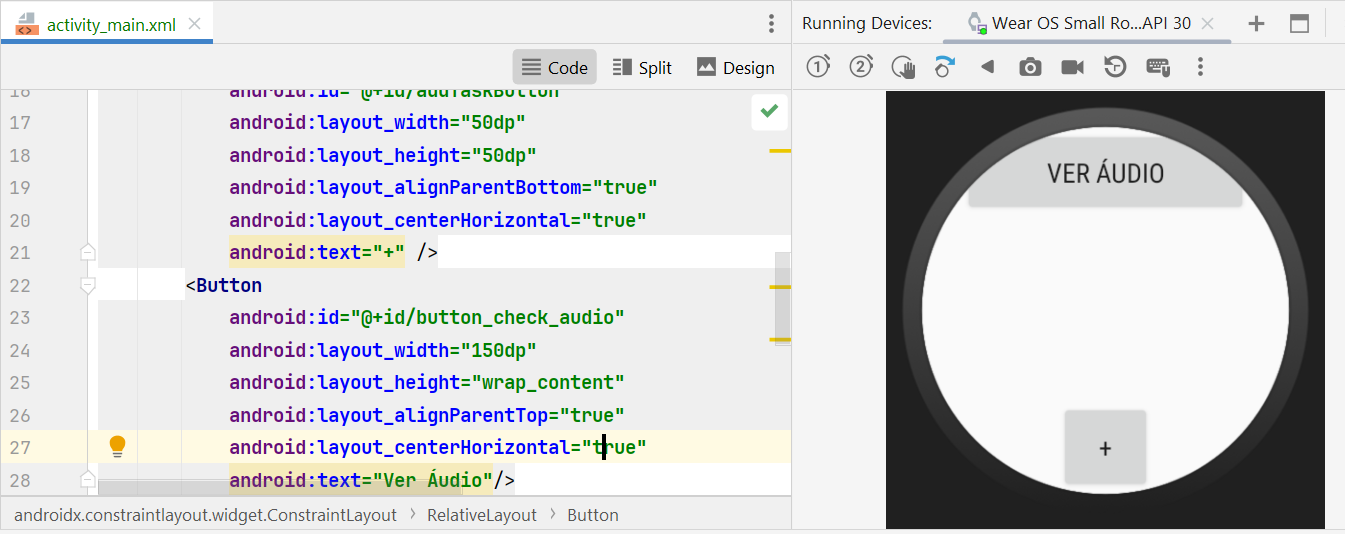 activity_main.xml
Running Devices:
Wear OS Small Ro...API 30
Code
Split
Design
16 android:id="@+id/addTaskButton"
17 android:layout_width="50dp"
18 android:layout_height="50dp"
19 android:layout_alignParentBottom="true"
20 android:layout_centerHorizontal="true"
21 android:text="+" />
22 <Button
23 android:id="@+id/button_check_audio"
24 android:layout_width="150dp"
25 android:layout_height="wrap_content"
26 android:layout_alignParentTop="true"
27 android:layout_centerHorizontal="true"
28 android:text="Ver Áudio"/>
androidx.constraintlayout.widget.ConstraintLayout > RelativeLayout > Button
1
2
VER ÁUDIO
+